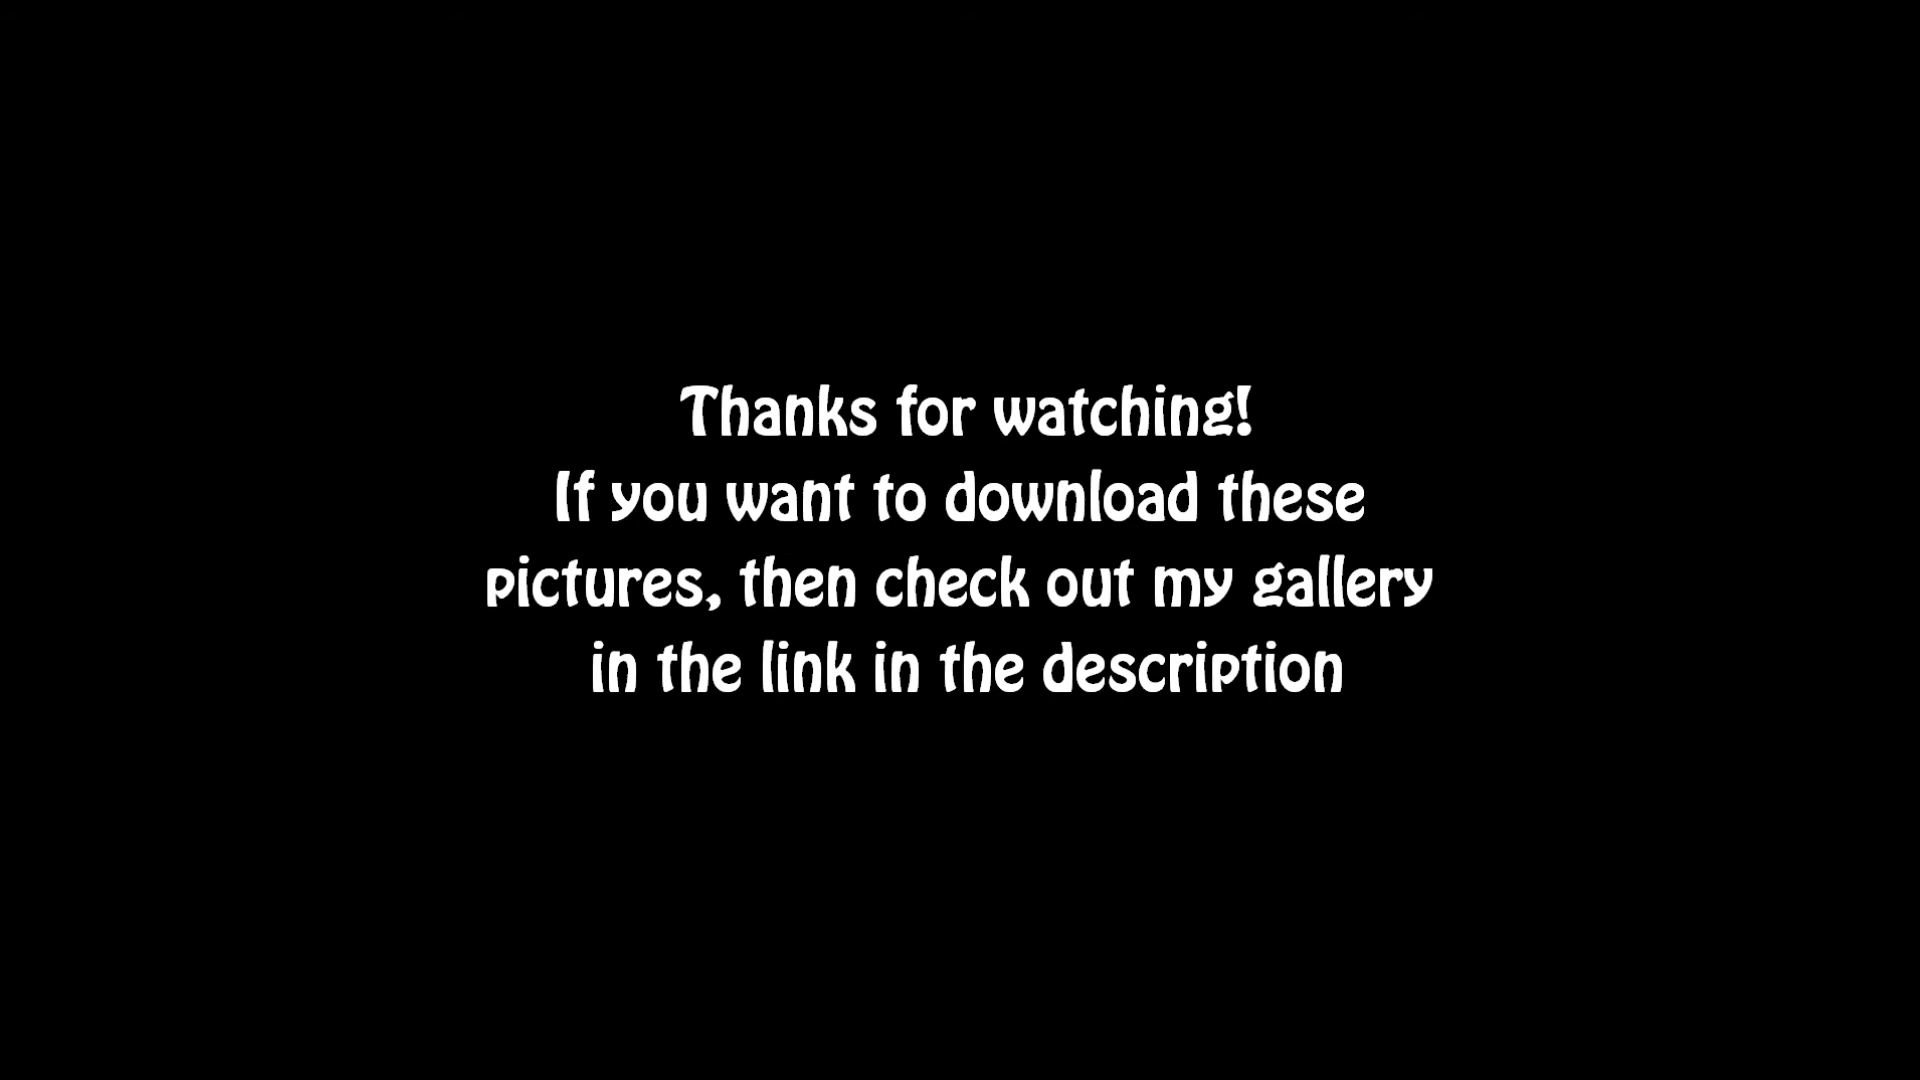 Thanks for watching!
If you want to download these
pictures, then check out my gallery
in the link in the description